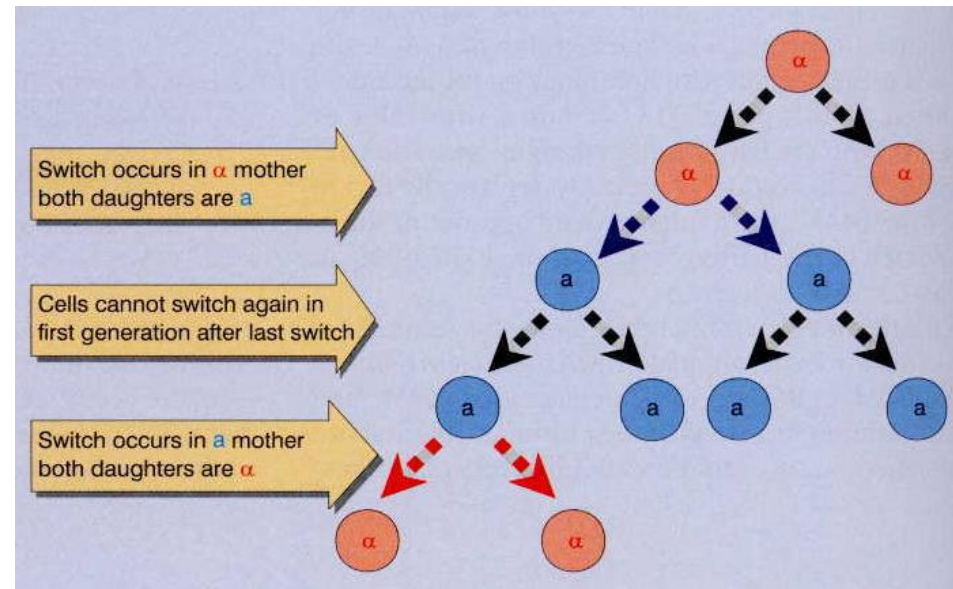 α
Switch occurs in α mother
both daughters are a
α α
a a
Cells cannot switch again in
first generation after last switch
a a a a
Switch occurs in a mother
both daughters are α
α α